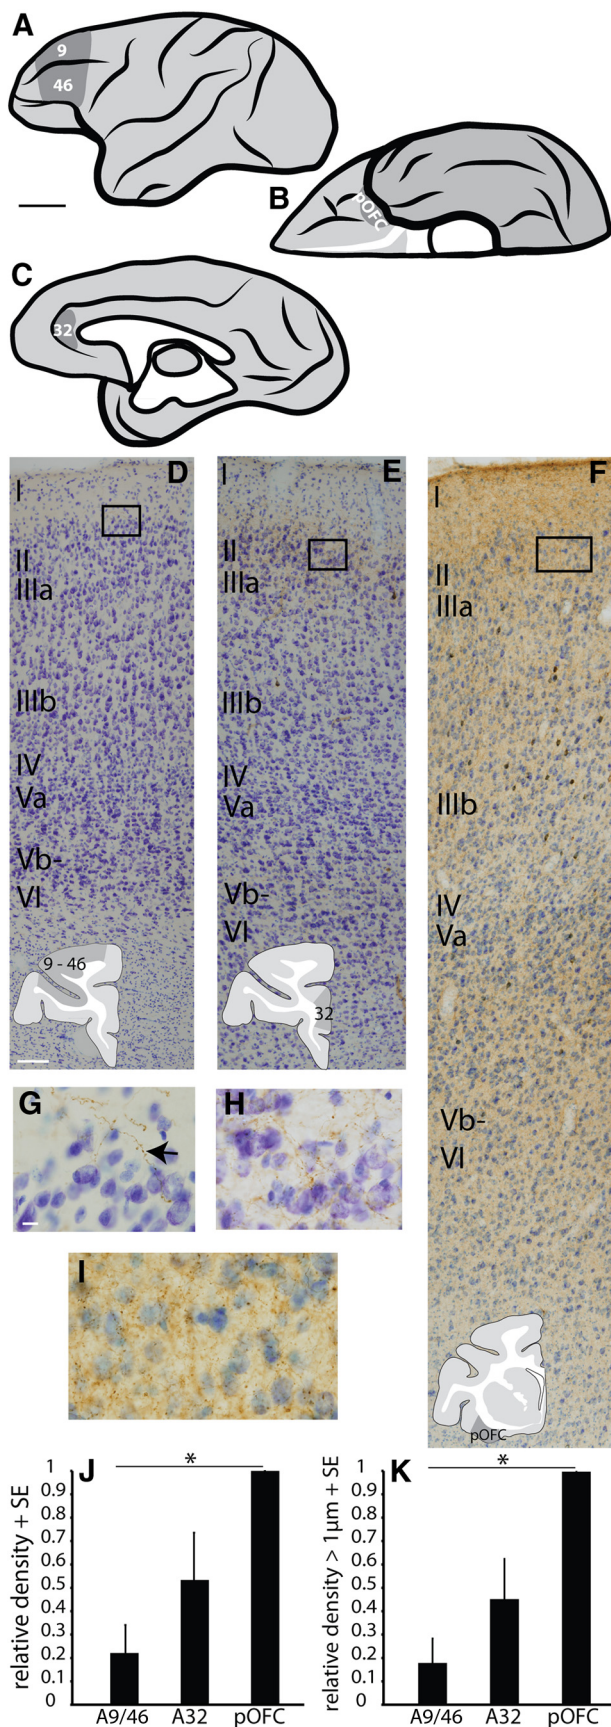 A
9
46
B
pOFC
C
32
D
I
II
IIIa
IIIb
IV
Va
Vb-
VI
9 - 46
E
I
II
IIIa
IIIb
IV
Va
Vb-
VI
32
F
I
II
IIIa
IIIb
IV
Va
Vb-
VI
pOFC
G
H
I
J
*
relative density + SE
1
0.9
0.8
0.7
0.6
0.5
0.4
0.3
0.2
0.1
0
A9/46 A32 pOFC
K
*
relative density > 1µm + SE
1
0.9
0.8
0.7
0.6
0.5
0.4
0.3
0.2
0.1
0
A9/46 A32 pOFC